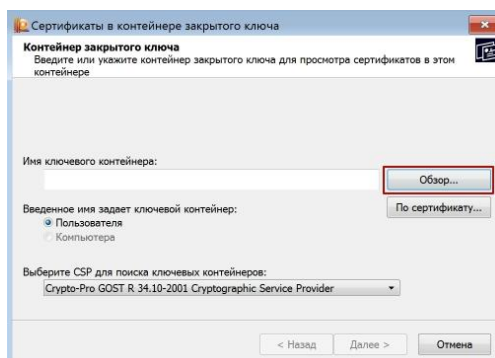 Сертификаты в контейнере закрытого ключа
Контейнер закрытого ключа
Введите или укажите контейнер закрытого ключа для просмотра сертификатов в этом
контейнере
Имя ключевого контейнера:
Обзор...
Введенное имя задает ключевой контейнер:
По сертификату...
Пользователя
Компьютера
Выберите CSP для поиска ключевых контейнеров:
Crypto-Pro GOST R 34.10-2001 Cryptographic Service Provider
< Назад Далее > Отмена